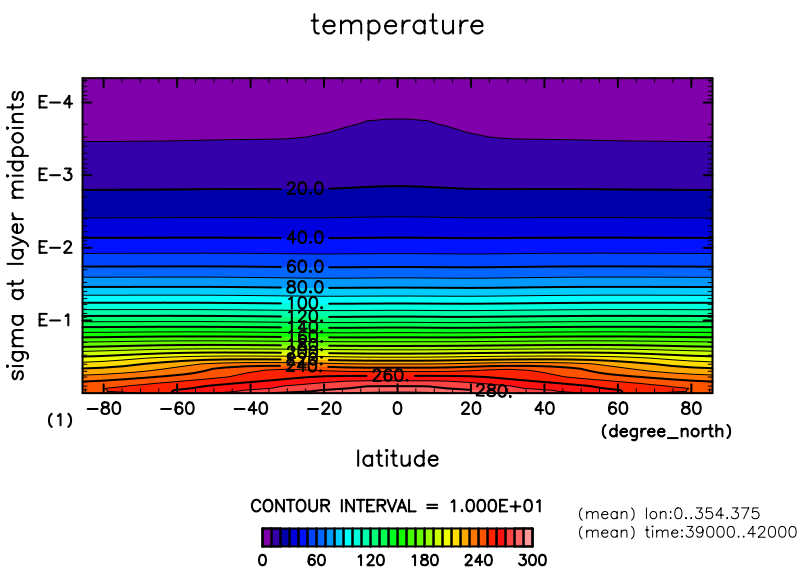 temperature
sigma at layer midpoints
E-4
E-3
E-2
E-1
20.0
40.0
60.0
80.0
100.
120.
140.
240.
260.
280.
-80 -60 -40 -20 0 20 40 60 80
(1)
(degree_north)
latitude
CONTOUR INTERVAL = 1.000E+01
0 60 120 180 240 300
(mean) lon:0..354.375
(mean) time:39000..42000